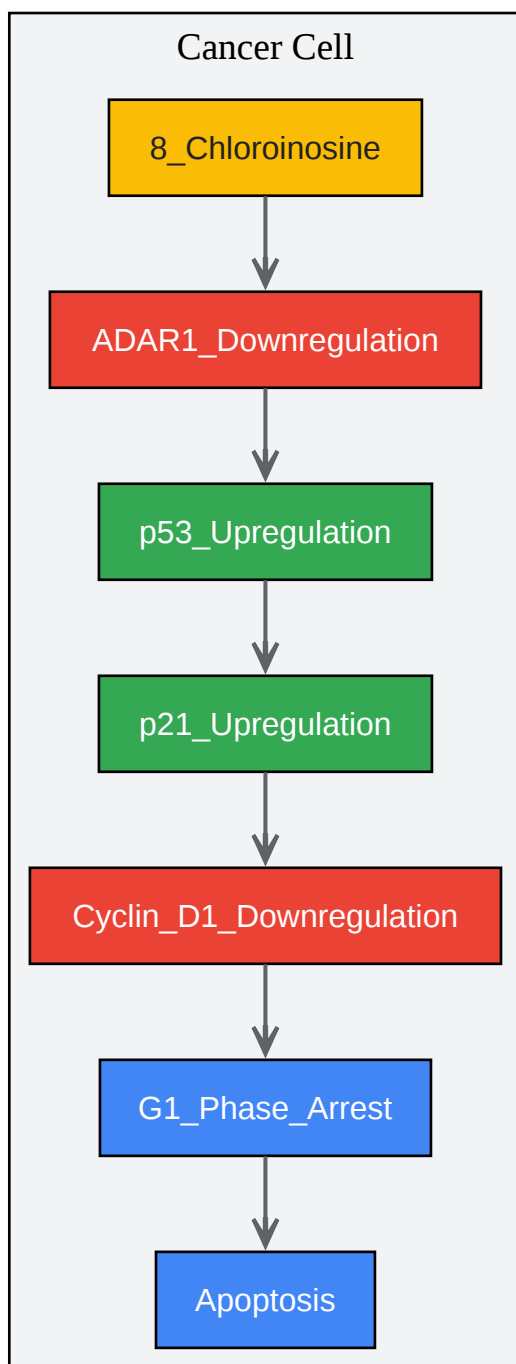 Cancer Cell
8_Chloroinosine
ADAR1_Downregulation
p53_Upregulation
p21_Upregulation
Cyclin_D1_Downregulation
G1_Phase_Arrest
Apoptosis